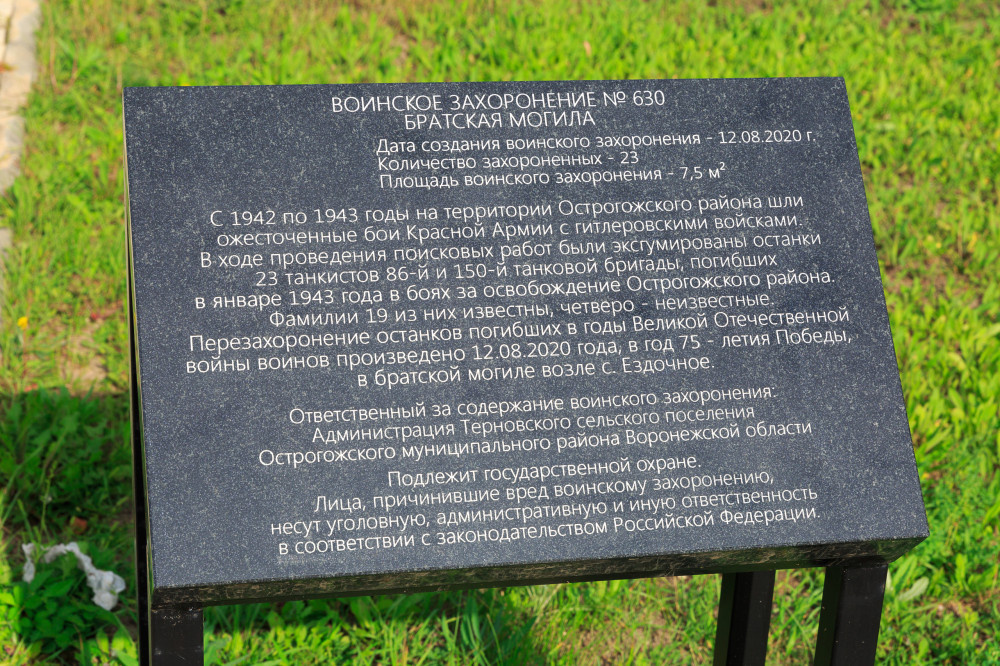 ВОИНСКОЕ ЗАХОРОНЕНИЕ № 630
БРАТСКАЯ МОГИЛА
Дата создания воинского захоронения - 12.08.2020 г.
Количество захороненных - 23
Площадь воинского захоронения - 7,5 м²
С 1942 по 1943 годы на территории Острогожского района шли
ожесточенные бои Красной Армии с гитлеровскими войсками.
В ходе проведения поисковых работ были эксгумированы останки
23 танкистов 86-й и 150-й танковой бригады, погибших
в январе 1943 года в боях за освобождение Острогожского района.
Фамилии 19 из них известны, четверо - неизвестные.
Перезахоронение останков погибших в годы Великой Отечественной
войны воинов произведено 12.08.2020 года, в год 75 - летия Победы,
в братской могиле возле с. Ездочное.
Ответственный за содержание воинского захоронения:
Администрация Терновского сельского поселения
Острогожского муниципального района Воронежской области
Подлежит государственной охране.
Лица, причинившие вред воинскому захоронению,
несут уголовную, административную и иную ответственность
в соответствии с законодательством Российской Федерации.